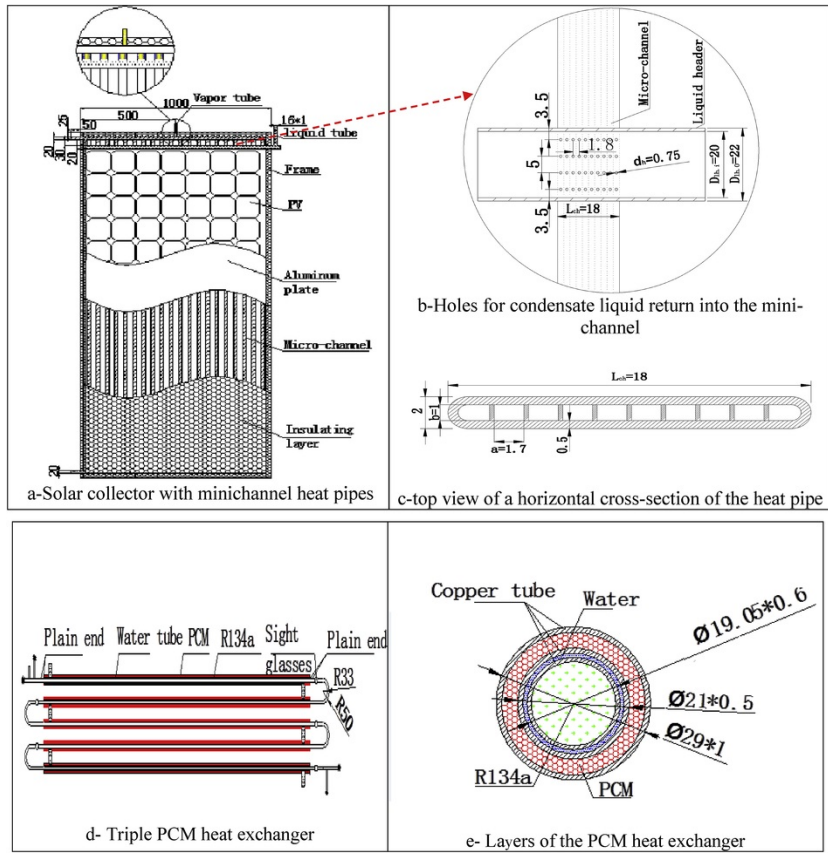 Vapor tube
1000
500
16*1
50
liquid tube
25
20
30
20
Frame
PV
Aluminum
plate
Micro-channel
Insulating
layer
20
a-Solar collector with minichannel heat pipes
Micro-channel
Liquid header
3.5
1.8
5
dh=0.75
Dlh,i=20
Dlh,o=22
3.5
Lch=18
b-Holes for condensate liquid return into the mini-
channel
Lch=18
2
b=1
a=1.7
0.5
c-top view of a horizontal cross-section of the heat pipe
Plain end
Water tube
PCM
R134a
Sight
glasses
Plain end
R33
R50
d- Triple PCM heat exchanger
Copper tube
Water
Ø19.05*0.6
Ø21*0.5
Ø29*1
R134a
PCM
e- Layers of the PCM heat exchanger